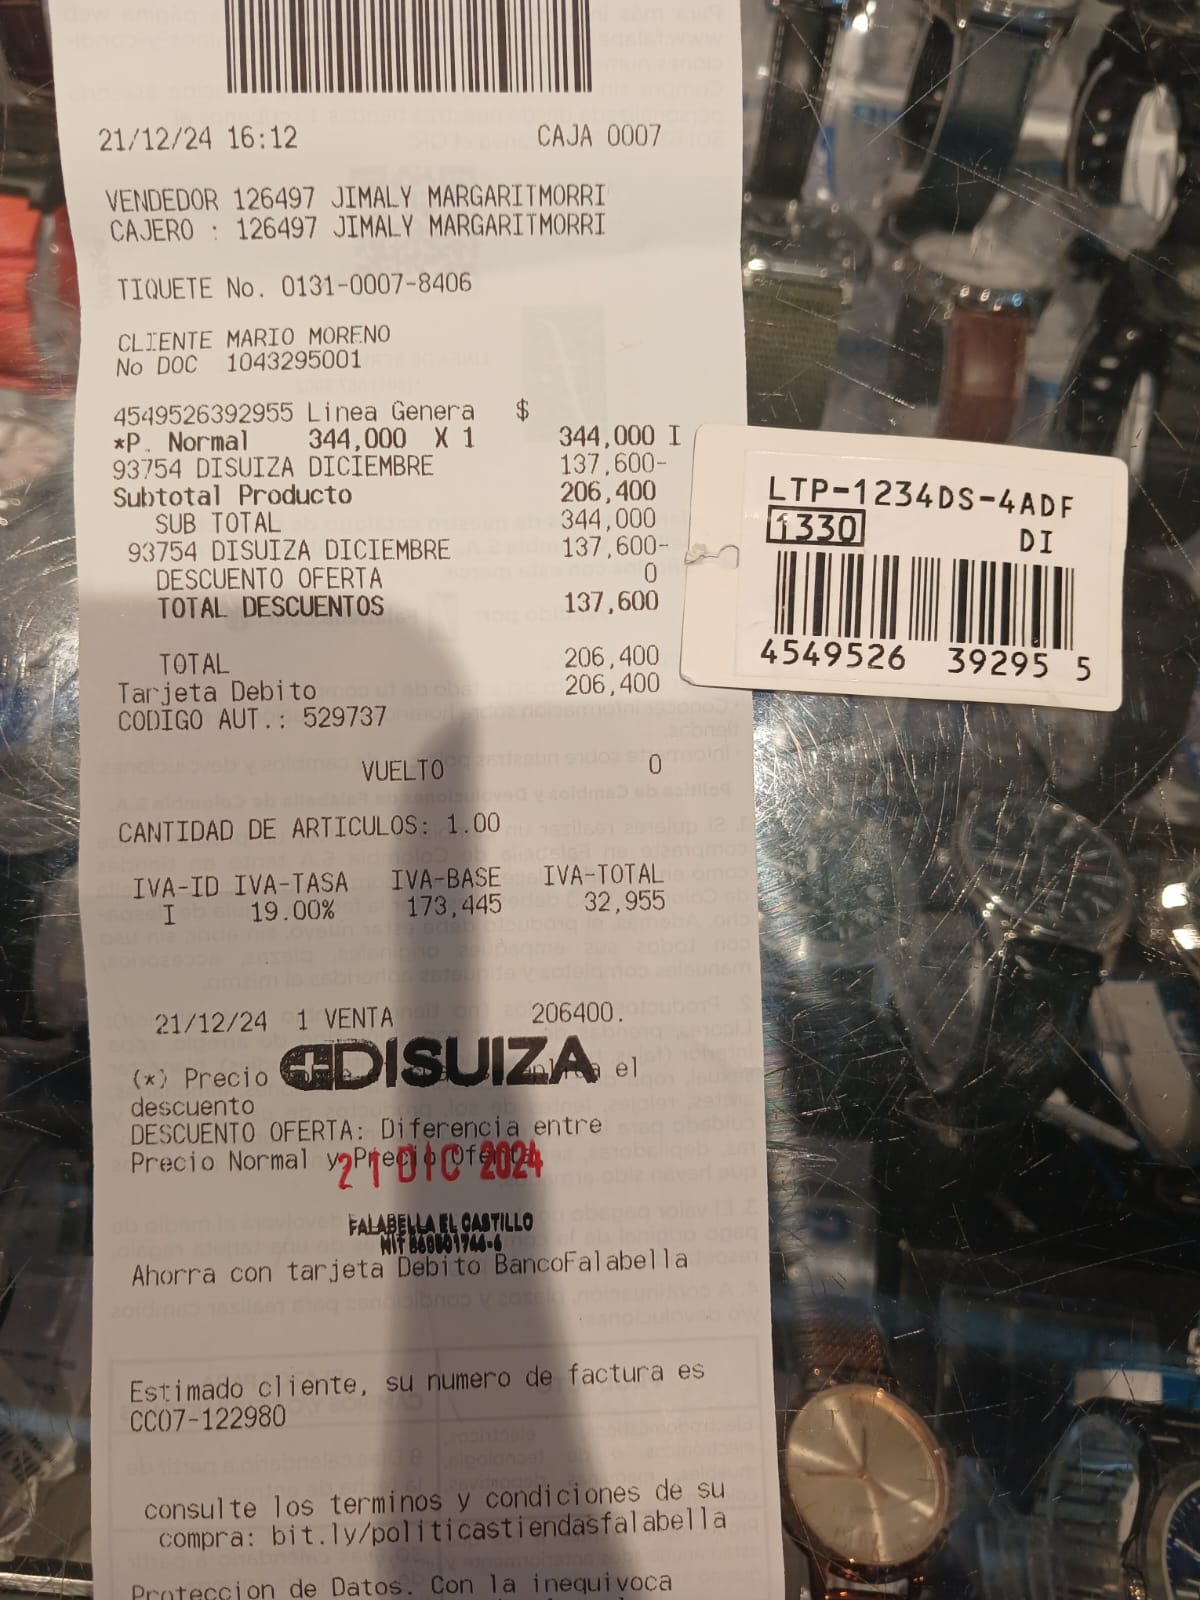 21/12/24 16:12 CAJA 0007
VENDEDOR 126497 JIMALY MARGARITMORRI
CAJERO : 126497 JIMALY MARGARITMORRI
TIQUETE No. 0131-0007-8406
CLIENTE MARIO MORENO
No DOC 1043295001
4549526392955 Linea Genera $
*P. Normal 344,000 X 1 344,000 I
93754 DISUIZA DICIEMBRE 137,600-
Subtotal Producto 206,400
SUB TOTAL 344,000
93754 DISUIZA DICIEMBRE 137,600-
DESCUENTO OFERTA 0
TOTAL DESCUENTOS 137,600
TOTAL 206,400
Tarjeta Debito 206,400
CODIGO AUT.: 529737
VUELTO 0
CANTIDAD DE ARTICULOS: 1.00
IVA-ID IVA-TASA IVA-BASE IVA-TOTAL
I 19.00% 173,445 32,955
21/12/24 1 VENTA 206400.
DISUIZA
(*) Precio el
descuento
DESCUENTO OFERTA: Diferencia entre
Precio Normal y Precio Oferta
21 DIC 2024
FALABELLA EL CASTILLO
NIT
Ahorra con tarjeta Debito BancoFalabella
Estimado cliente, su numero de factura es
CC07-122980
consulte los terminos y condiciones de su
compra: bit.ly/politicastiendasfalabella
Proteccion de Datos. Con la inequivoca
LTP-1234DS-4ADF
1330 DI
4549526 39295 5